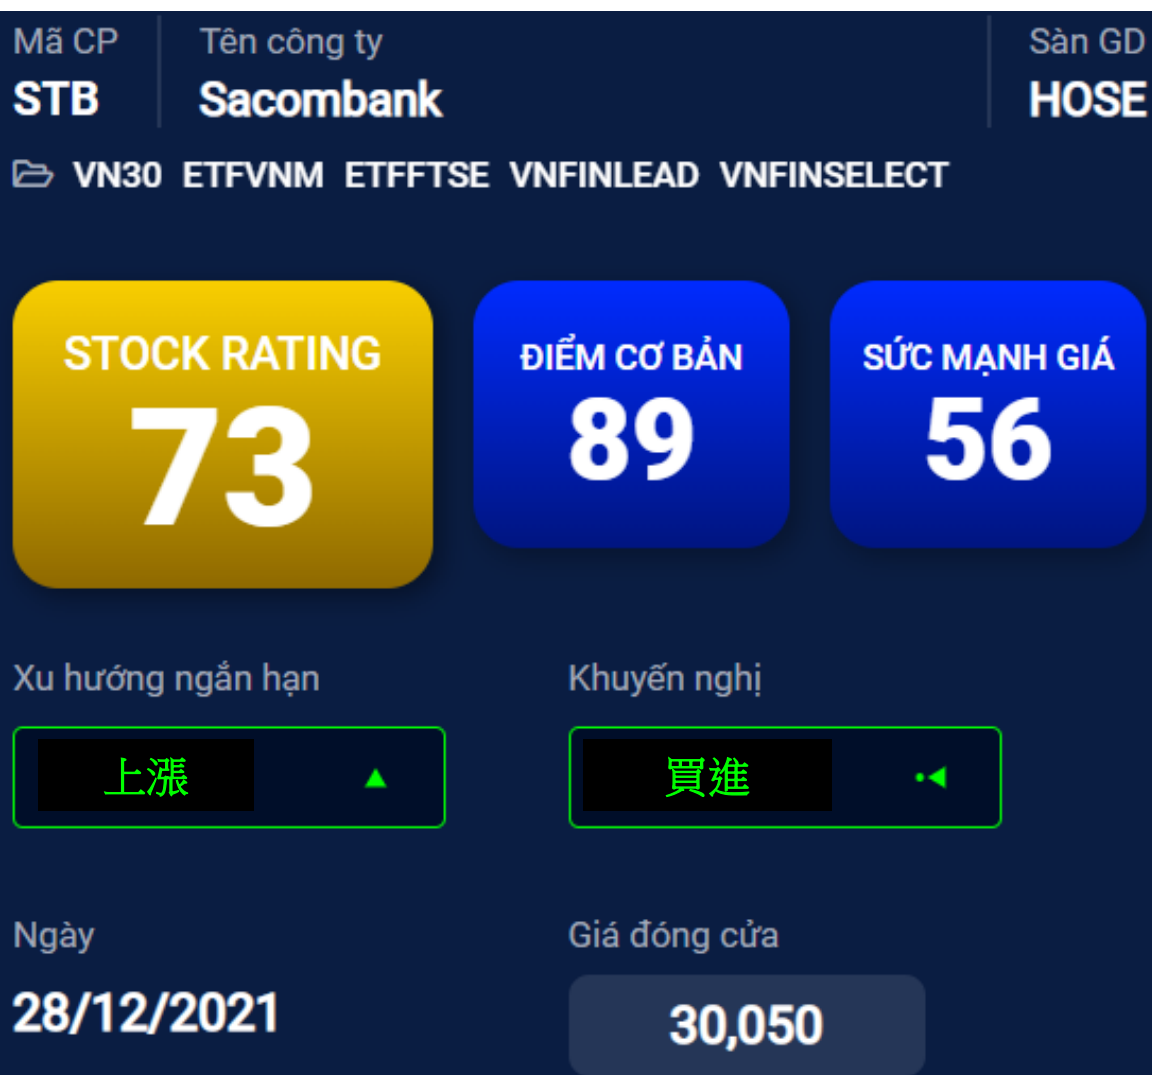 Mã CP Tên công ty Sàn GD
STB Sacombank HOSE
VN30 ETFVNM ETFFTSE VNFINLEAD VNFINSELECT
STOCK RATING ĐIỂM CƠ BẢN SỨC MẠNH GIÁ
73 89 56
Xu hướng ngắn hạn Khuyến nghị
上漲 買進
Ngày Giá đóng cửa
28/12/2021 30,050